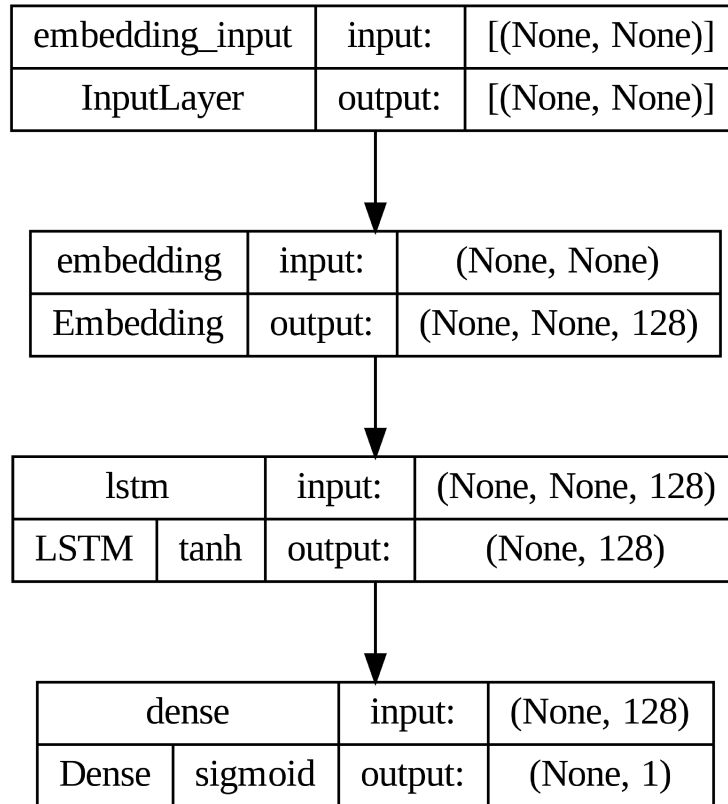 embedding_input input: [(None, None)]
InputLayer output: [(None, None)]
embedding input: (None, None)
Embedding output: (None, None, 128)
lstm input: (None, None, 128)
LSTM tanh output: (None, 128)
dense input: (None, 128)
Dense sigmoid output: (None, 1)